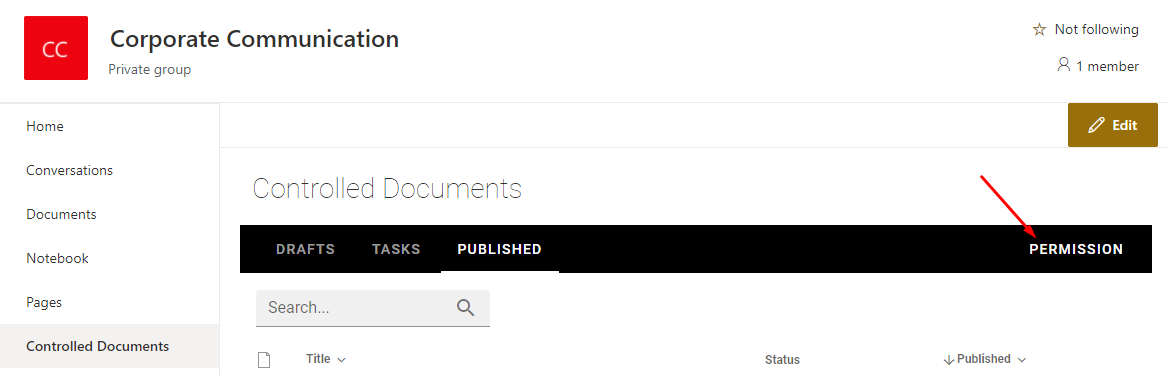 CC
Corporate Communication
Private group
Not following
1 member
Home
Conversations
Documents
Notebook
Pages
Controlled Documents
Edit
Controlled Documents
DRAFTS TASKS PUBLISHED PERMISSION
Search...
Title Status Published